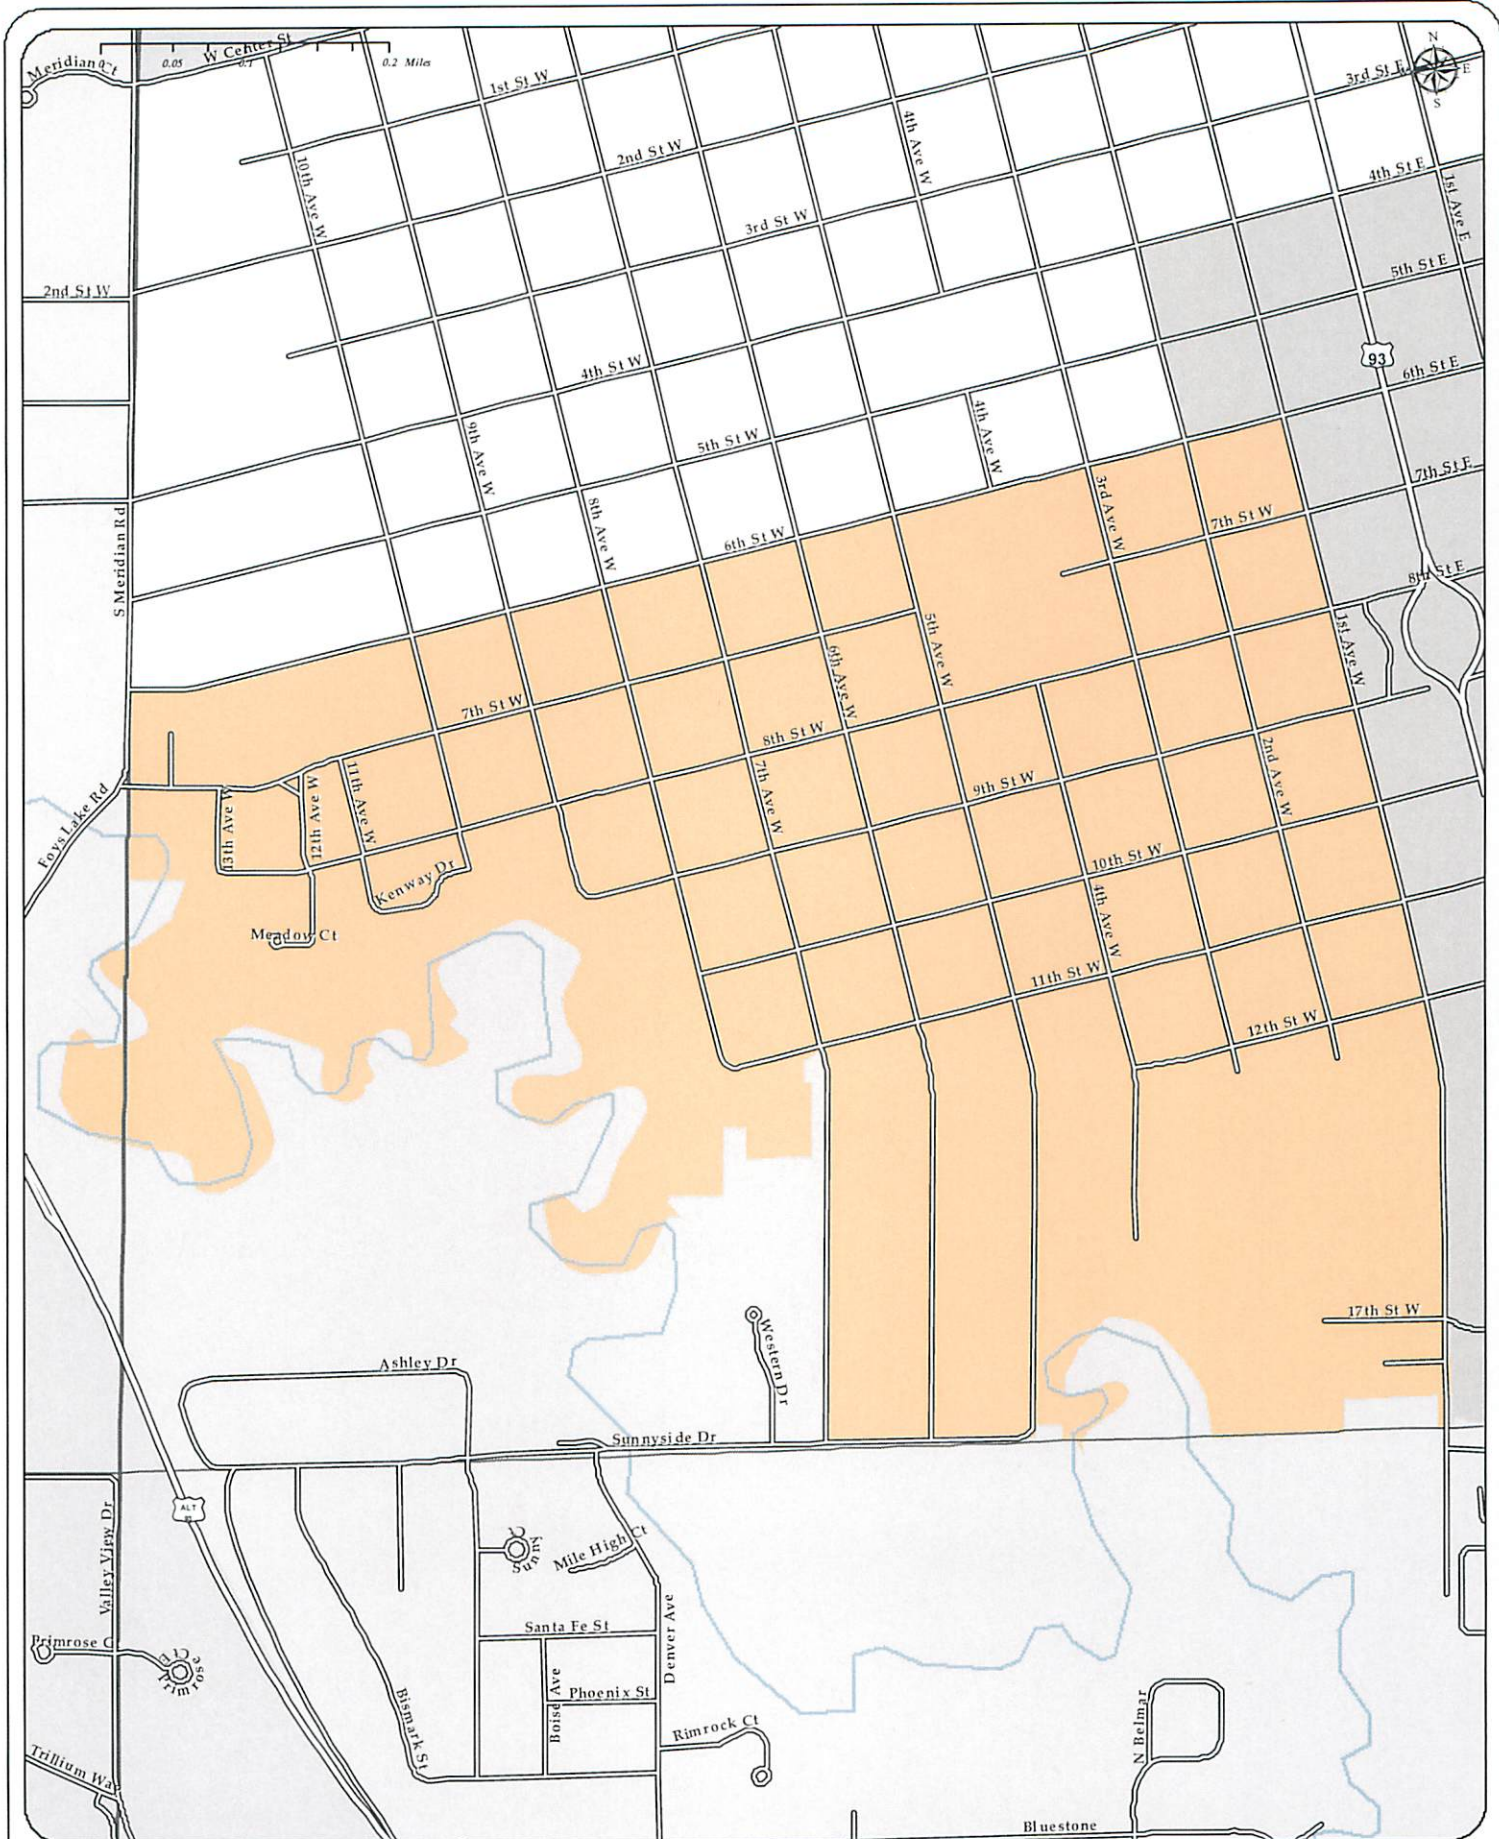 Meridian Ct
W Center St
0.05
0.1
0.2 Miles
N
E
S
1st St W
3rd St E
2nd St W
4th Ave W
10th Ave W
4th St E
1st Ave E
3rd St W
5th St E
2nd St W
93
6th St E
4th St W
4th Ave W
9th Ave W
5th St W
7th St E
3rd Ave W
8th Ave W
S Meridian Rd
6th St W
7th St W
8th St E
5th Ave W
1st Ave W
6th Ave W
7th St W
8th St W
2nd Ave W
11th Ave W
7th Ave W
12th Ave W
13th Ave W
9th St W
Foys Lake Rd
10th St W
Kenway Dr
4th Ave W
Meadow Ct
11th St W
12th St W
17th St W
Western Dr
Ashley Dr
Sunnyside Dr
ALT
Valley View Dr
Sunny Ct
Mile High Ct
Santa Fe St
Denver Ave
Primrose C
Primrose Ct E
Boise Ave
Phoenix St
Bismark St
Rimrock Ct
N Belmar
Trillium Wa
Bluestone